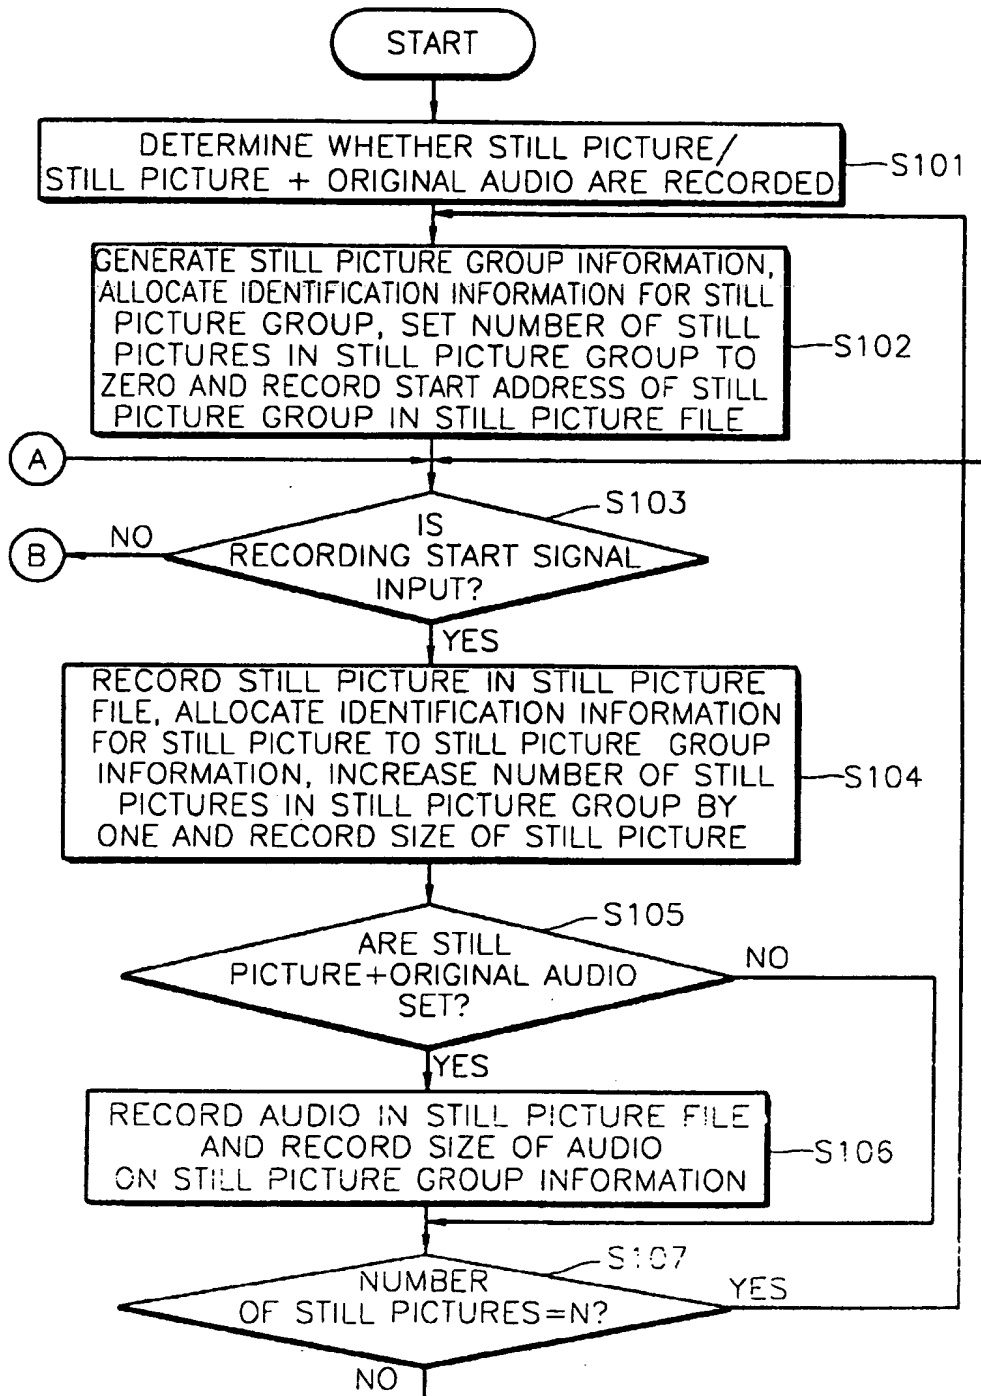 START
DETERMINE WHETHER STILL PICTURE/
STILL PICTURE + ORIGINAL AUDIO ARE RECORDED
S101
GENERATE STILL PICTURE GROUP INFORMATION,
ALLOCATE IDENTIFICATION INFORMATION FOR STILL
PICTURE GROUP, SET NUMBER OF STILL
PICTURES IN STILL PICTURE GROUP TO
ZERO AND RECORD START ADDRESS OF STILL
PICTURE GROUP IN STILL PICTURE FILE
S102
A
S103
IS
RECORDING START SIGNAL
INPUT?
NO
B
YES
RECORD STILL PICTURE IN STILL PICTURE
FILE, ALLOCATE IDENTIFICATION INFORMATION
FOR STILL PICTURE TO STILL PICTURE GROUP
INFORMATION, INCREASE NUMBER OF STILL
PICTURES IN STILL PICTURE GROUP BY
ONE AND RECORD SIZE OF STILL PICTURE
S104
S105
ARE STILL
PICTURE+ORIGINAL AUDIO
SET?
NO
YES
RECORD AUDIO IN STILL PICTURE FILE
AND RECORD SIZE OF AUDIO
ON STILL PICTURE GROUP INFORMATION
S106
S107
NUMBER
OF STILL PICTURES=N?
YES
NO